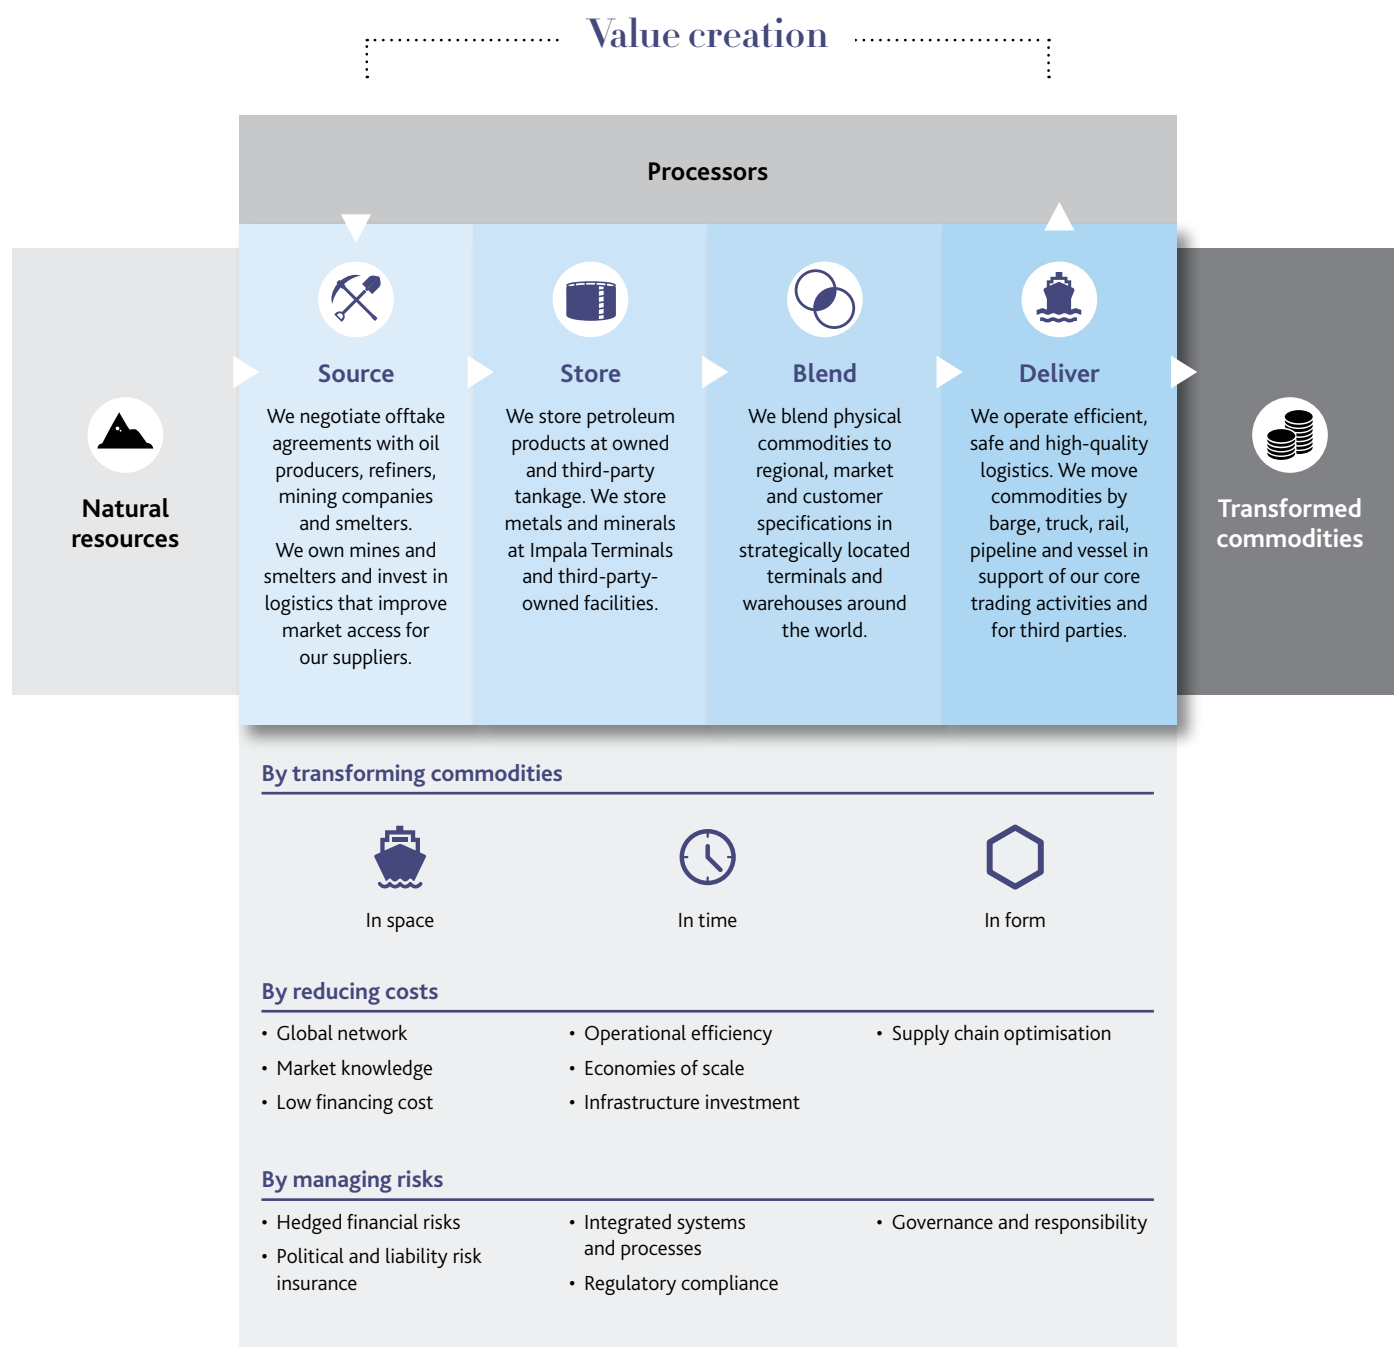 Value creation
Processors
Natural
resources
Source
We negotiate offtake
agreements with oil
producers, refiners,
mining companies
and smelters.
We own mines and
smelters and invest in
logistics that improve
market access for
our suppliers.
Store
We store petroleum
products at owned
and third-party
tankage. We store
metals and minerals
at Impala Terminals
and third-party-
owned facilities.
Blend
We blend physical
commodities to
regional, market
and customer
specifications in
strategically located
terminals and
warehouses around
the world.
Deliver
We operate efficient,
safe and high-quality
logistics. We move
commodities by
barge, truck, rail,
pipeline and vessel in
support of our core
trading activities and
for third parties.
Transformed
commodities
By transforming commodities
In space
In time
In form
By reducing costs
• Global network
• Market knowledge
• Low financing cost
• Operational efficiency
• Economies of scale
• Infrastructure investment
• Supply chain optimisation
By managing risks
• Hedged financial risks
• Political and liability risk
insurance
• Integrated systems
and processes
• Regulatory compliance
• Governance and responsibility